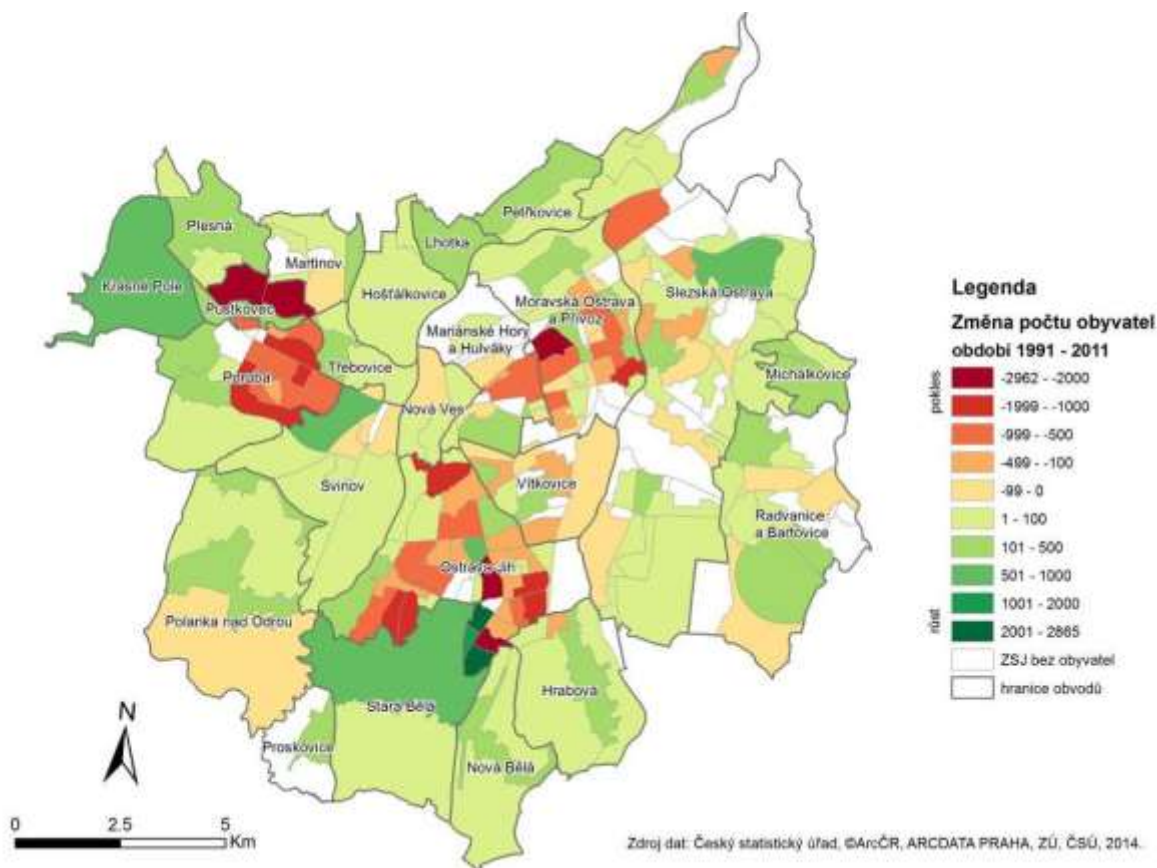 Petřkovice
Plesná
Lhotka
Martinov
Krásné Pole
Hošťálkovice
Slezská Ostrava
Moravská Ostrava
a Přívoz
Pustkovec
Mariánské Hory
a Hulváky
Třebovice
Poruba
Michálkovice
Nová Ves
Svinov
Vítkovice
Radvanice
a Bartovice
Ostrava-Jih
Polanka nad Odrou
Hrabová
Stará Bělá
Proskovice
Nová Bělá
Legenda
Změna počtu obyvatel
období 1991 - 2011
pokles
-2962 - -2000
-1999 - -1000
-999 - -500
-499 - -100
-99 - 0
1 - 100
101 - 500
501 - 1000
1001 - 2000
růst
2001 - 2865
ZSJ bez obyvatel
hranice obvodů
N
0 2.5 5
Km
Zdroj dat: Český statistický úřad, ©ArcČR, ARCDATA PRAHA, ZÚ, ČSÚ, 2014.